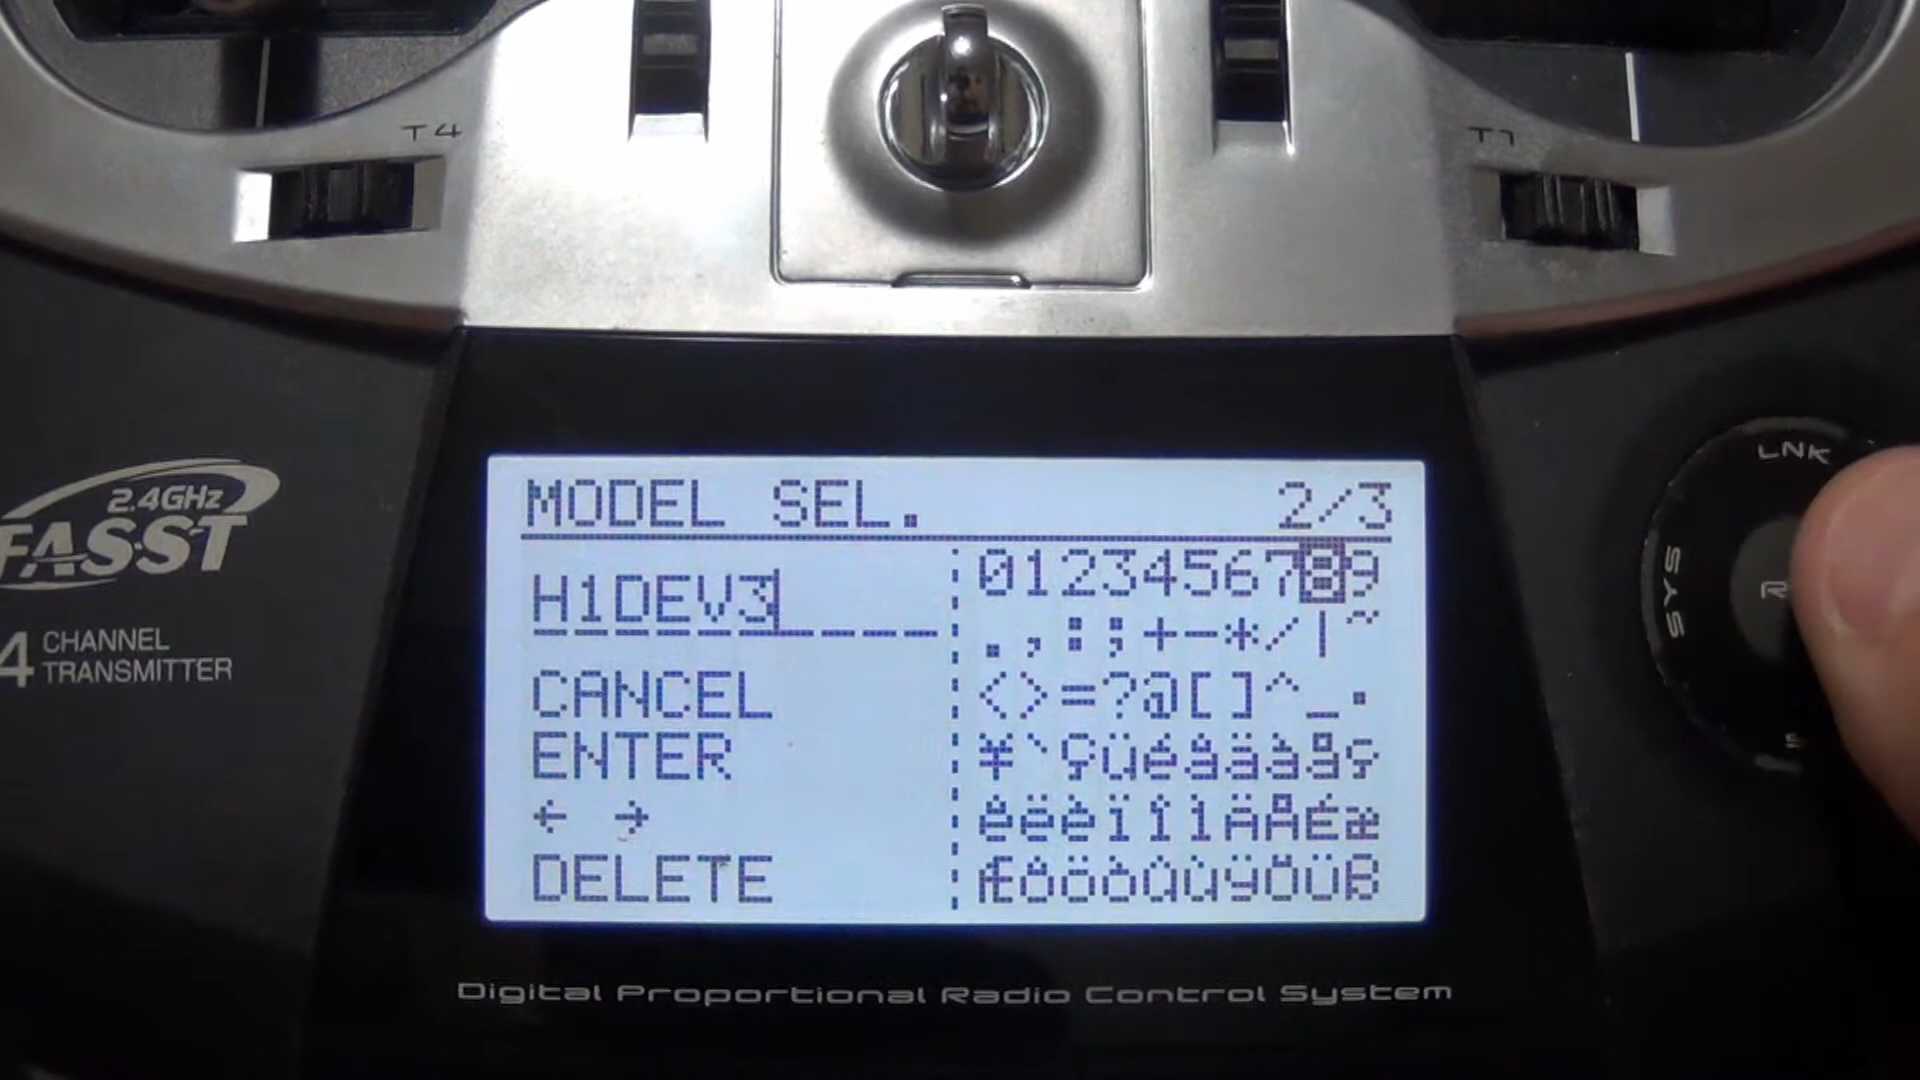 T4
T1
LNK
2.4GHz
FASST
SYS
4 CHANNEL
TRANSMITTER
MODEL SEL. 2/3
H1DEV3 0123456789
.,:;+-*/|~
CANCEL <>=?@[]^_·
ENTER
← →
DELETE
Digital Proportional Radio Control System